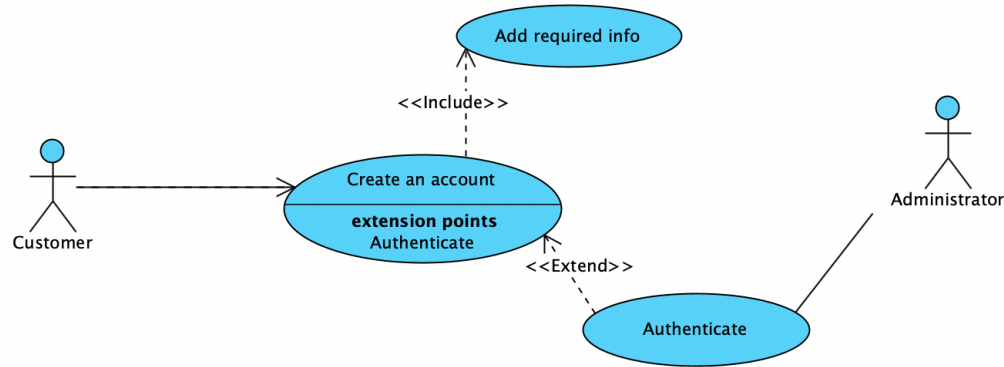 Add required info
<<Include>>
Create an account
extension points
Authenticate
Customer
Administrator
<<Extend>>
Authenticate